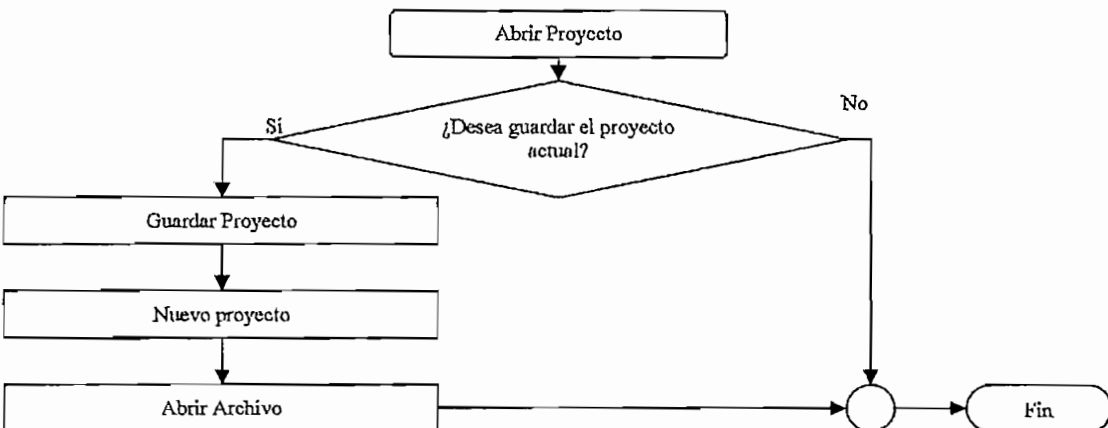 Abrir Proyecto
No
Sí
¿Desea guardar el proyecto
actual?
Guardar Proyecto
Nuevo proyecto
Abrir Archivo
Fin